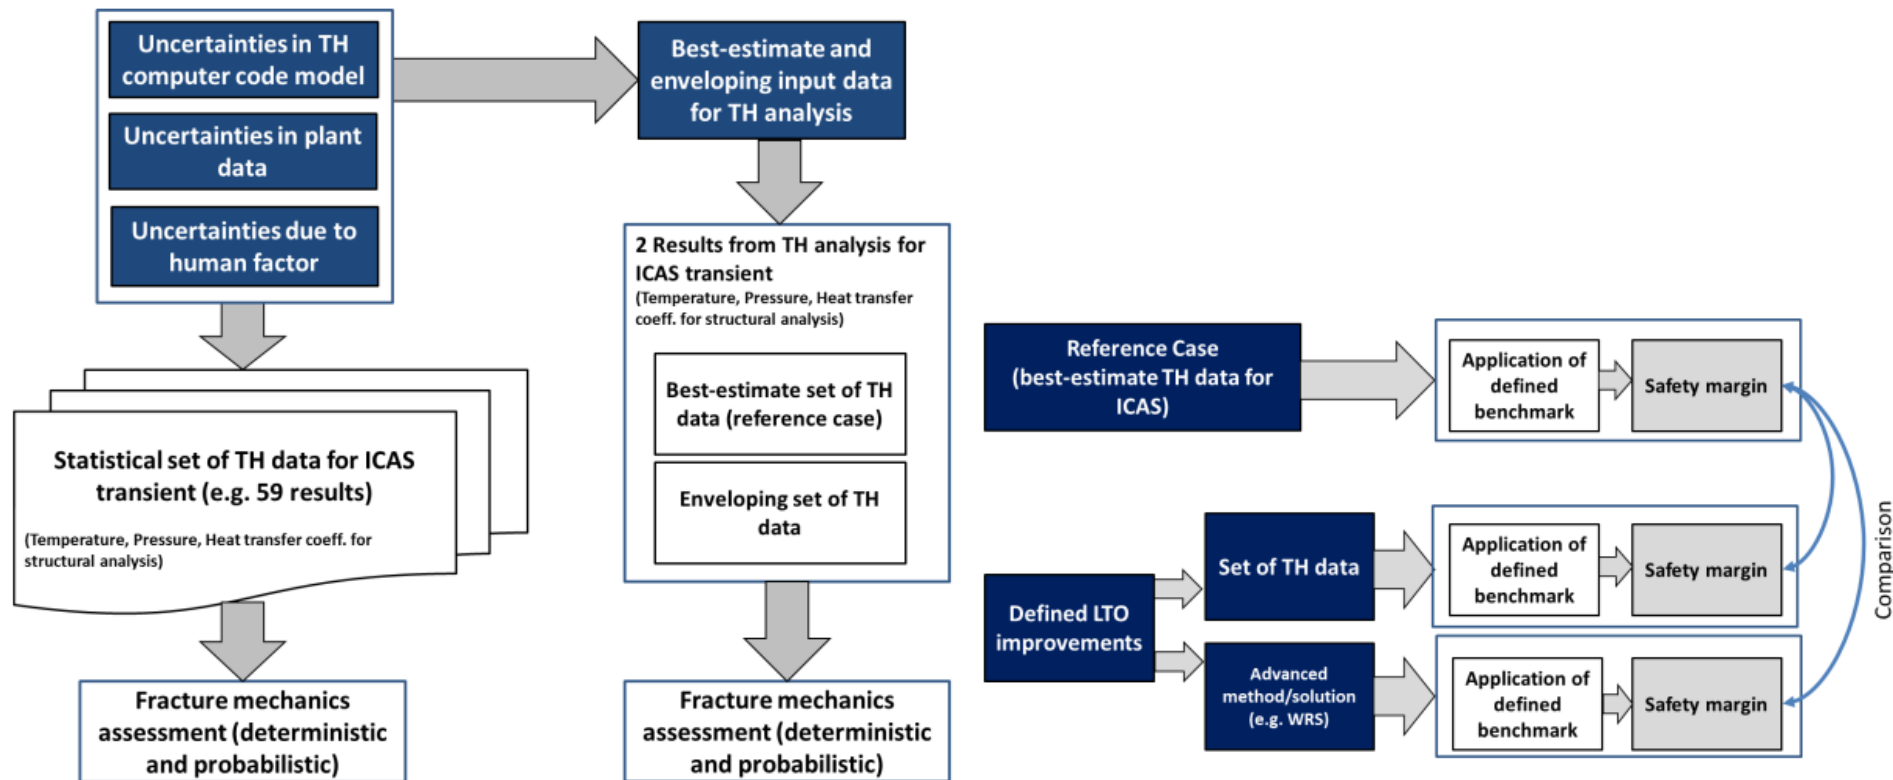 Uncertainties in TH
computer code model
Uncertainties in plant
data
Uncertainties due to
human factor
Statistical set of TH data for ICAS
transient (e.g. 59 results)
(Temperature, Pressure, Heat transfer coeff. for
structural analysis)
Fracture mechanics
assessment (deterministic
and probabilistic)
Best-estimate and
enveloping input data
for TH analysis
2 Results from TH analysis for
ICAS transient
(Temperature, Pressure, Heat transfer
coeff. for structural analysis)
Best-estimate set of TH
data (reference case)
Enveloping set of TH
data
Fracture mechanics
assessment (deterministic
and probabilistic)
Reference Case
(best-estimate TH data for
ICAS)
Application of
defined
benchmark
Safety margin
Defined LTO
improvements
Set of TH data
Application of
defined
benchmark
Safety margin
Advanced
method/solution
(e.g. WRS)
Application of
defined
benchmark
Safety margin
Comparison